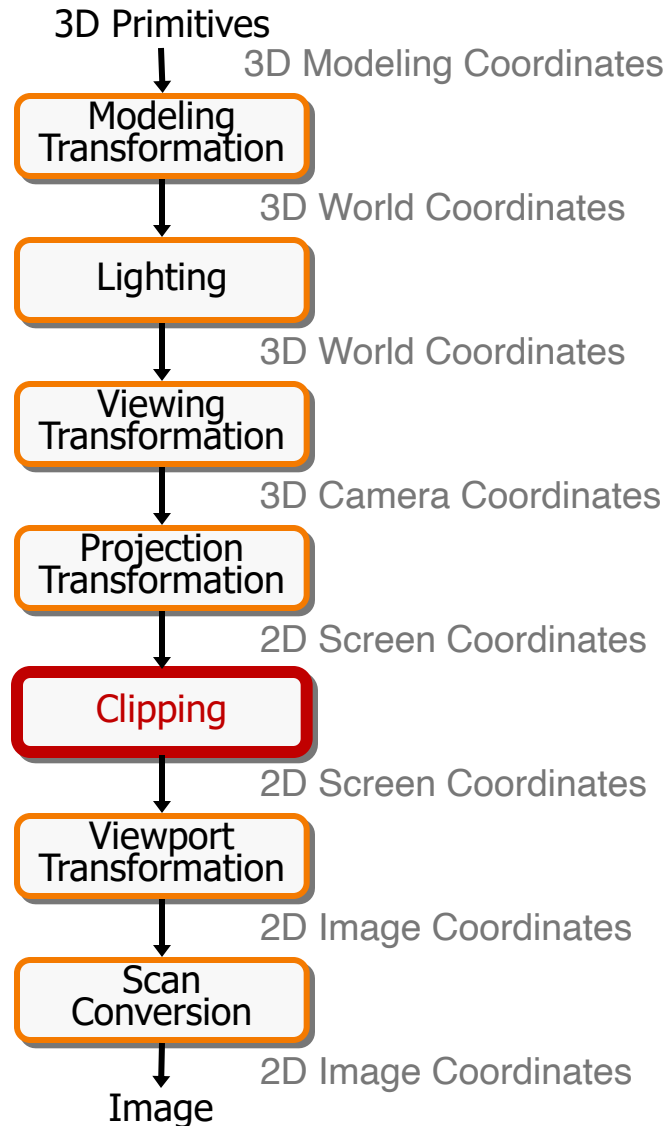 3D Primitives
3D Modeling Coordinates
Modeling
Transformation
3D World Coordinates
Lighting
3D World Coordinates
Viewing
Transformation
3D Camera Coordinates
Projection
Transformation
2D Screen Coordinates
Clipping
2D Screen Coordinates
Viewport
Transformation
2D Image Coordinates
Scan
Conversion
2D Image Coordinates
Image